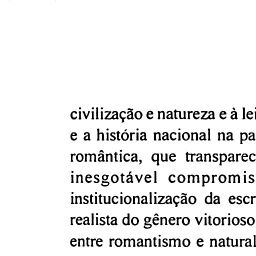 civilização e natureza e à lei
e a história nacional na pa
romântica, que transparec
inesgotável compromis
institucionalização da escr
realista do gênero vitorioso
entre romantismo e natural